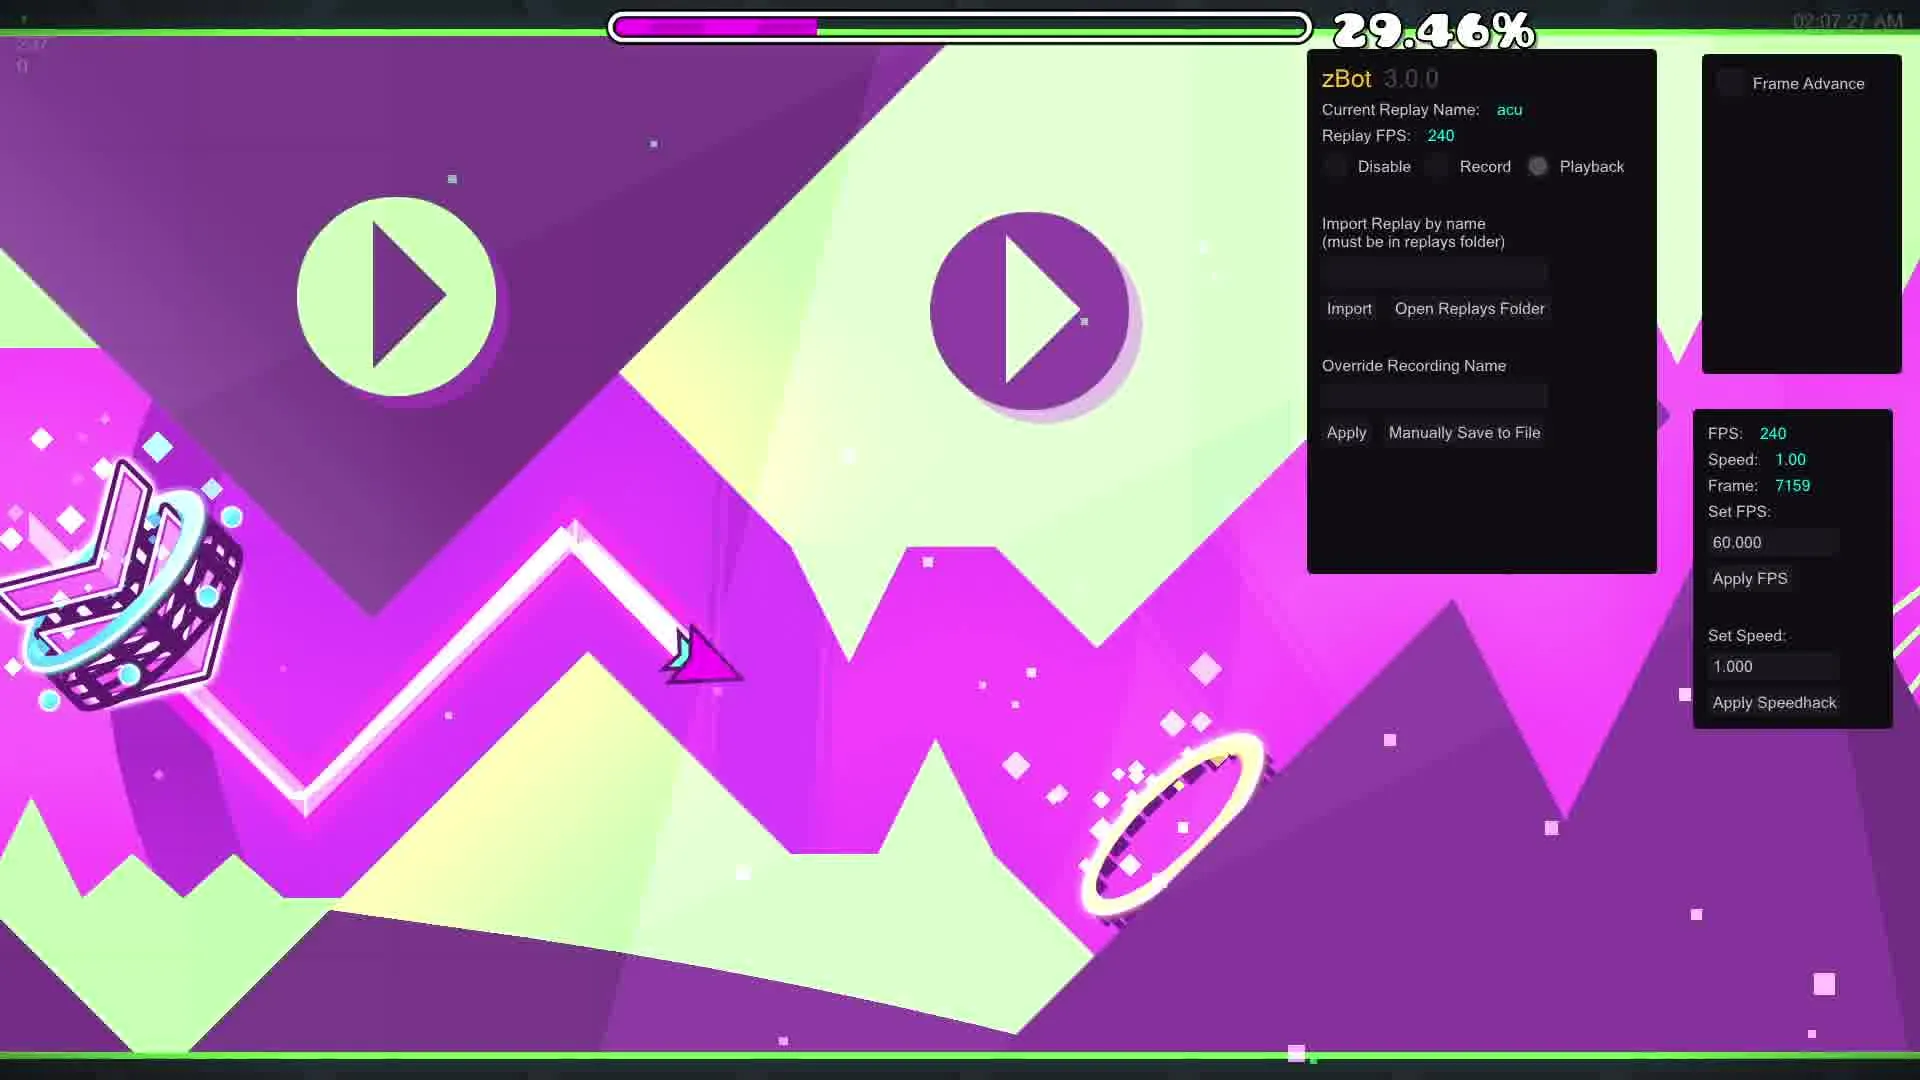 29.46%
02:07.27 AM
0
zBot 3.0.0
Current Replay Name: acu
Replay FPS: 240
Disable Record Playback
Import Replay by name
(must be in replays folder)
Import Open Replays Folder
Override Recording Name
Apply Manually Save to File
Frame Advance
FPS: 240
Speed: 1.00
Frame: 7159
Set FPS:
60.000
Apply FPS
Set Speed:
1.000
Apply Speedhack